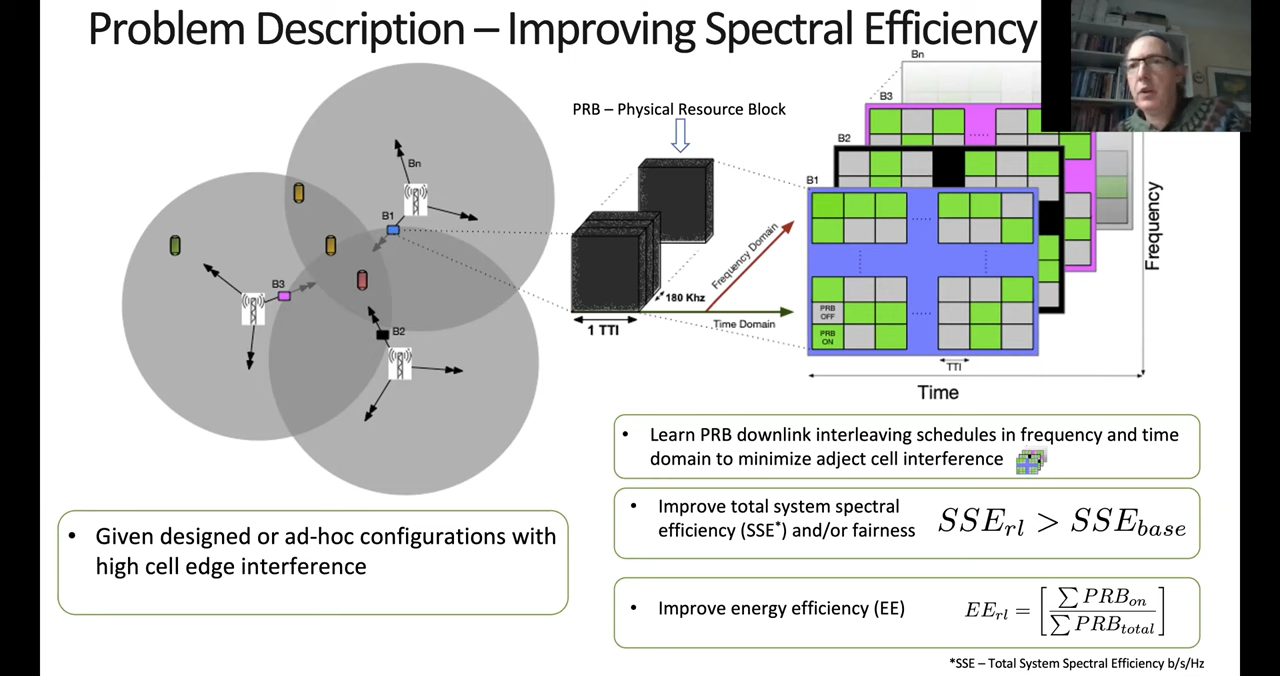 Problem Description – Improving Spectral Efficiency
PRB – Physical Resource Block
Bn
B1
B3
B2
180 Khz
1 TTI
Frequency Domain
Time Domain
Bn
B3
B2
B1
PRB
OFF
PRB
ON
TTI
Time
Frequency
• Given designed or ad-hoc configurations with
high cell edge interference
• Learn PRB downlink interleaving schedules in frequency and time
domain to minimize adject cell interference
• Improve total system spectral
efficiency (SSE*) and/or fairness
SSE_rl > SSE_base
• Improve energy efficiency (EE)
EE_rl = [∑ PRB_on / ∑ PRB_total]
*SSE – Total System Spectral Efficiency b/s/Hz